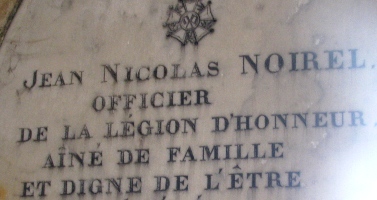 JEAN NICOLAS NOIREL.
OFFICIER
DE LA LÉGION D'HONNEUR,
AÎNÉ DE FAMILLE
ET DIGNE DE L'ÊTRE